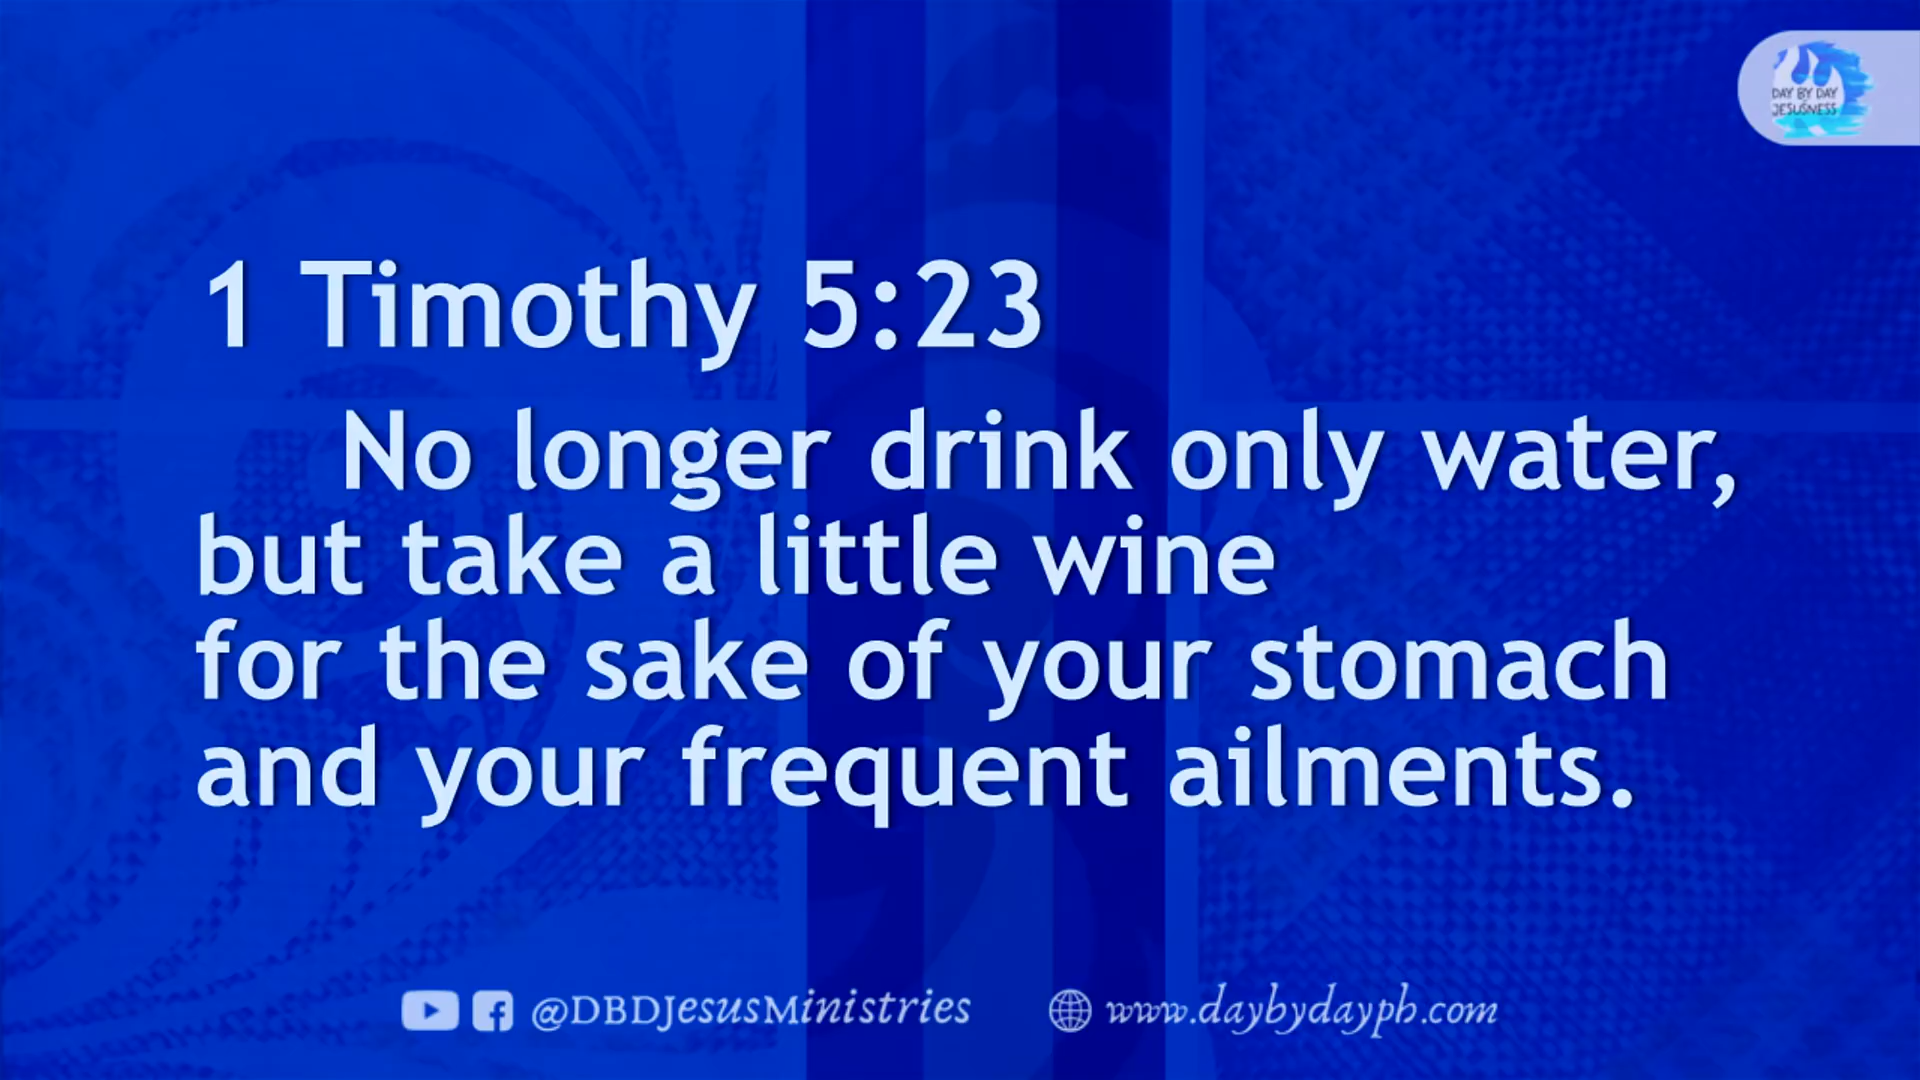 DAY BY DAY
JESUSNESS
1 Timothy 5:23
No longer drink only water,
but take a little wine
for the sake of your stomach
and your frequent ailments.
@DBDJesusMinistries
www.daybydayph.com